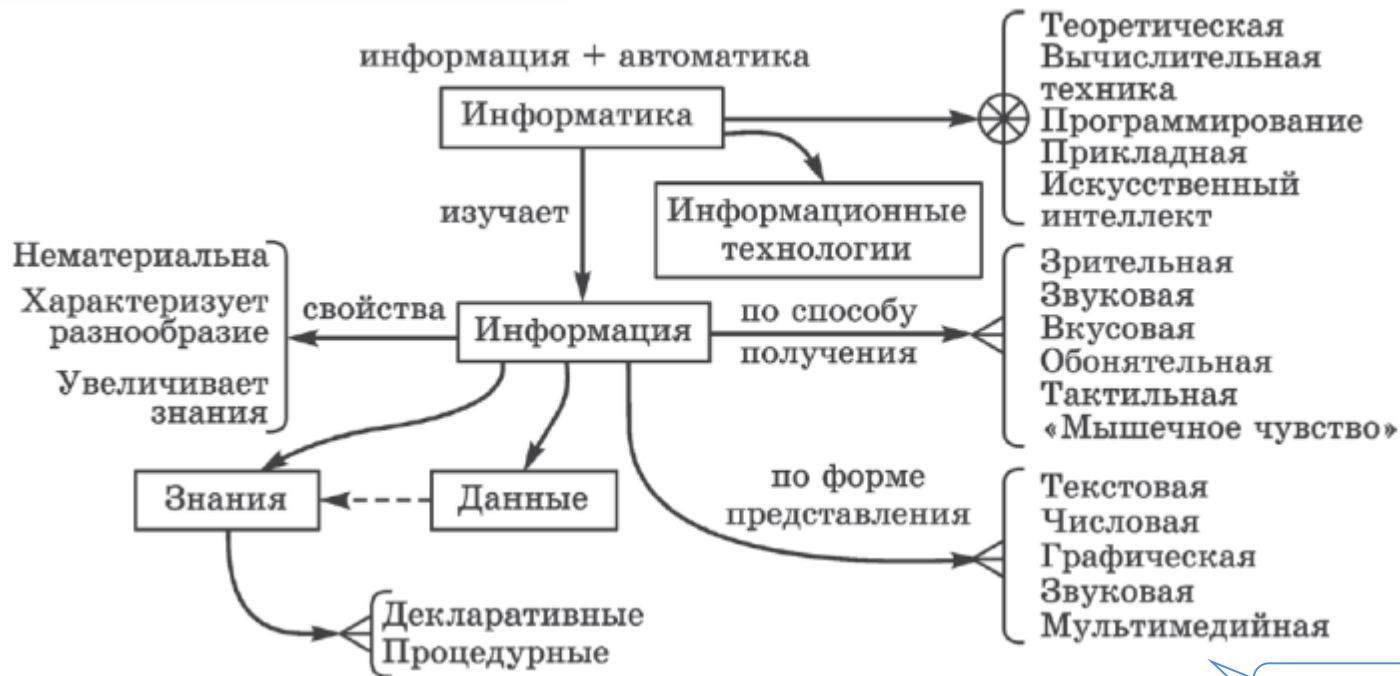 информация + автоматика
Информатика
Теоретическая
Вычислительная
техника
Программирование
Прикладная
Искусственный
интеллект
изучает
Информационные
технологии
Нематериальна
Характеризует
разнообразие
Увеличивает
знания
свойства
Информация
по способу
получения
Зрительная
Звуковая
Вкусовая
Обонятельная
Тактильная
«Мышечное чувство»
Знания
Данные
по форме
представления
Текстовая
Числовая
Графическая
Звуковая
Мультимедийная
Декларативные
Процедурные